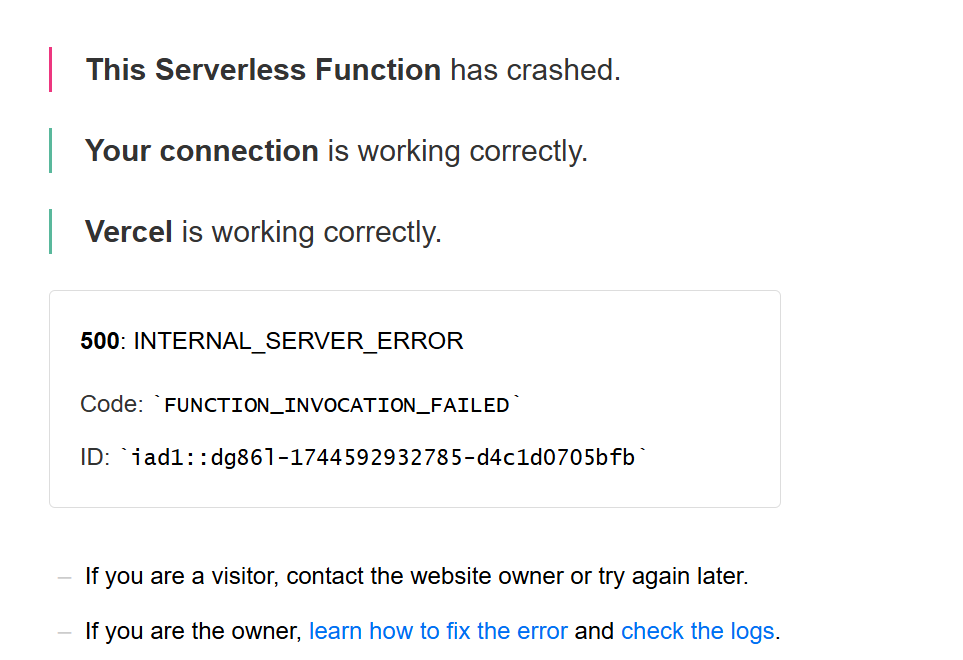 This Serverless Function has crashed.
Your connection is working correctly.
Vercel is working correctly.
500: INTERNAL_SERVER_ERROR
Code: `FUNCTION_INVOCATION_FAILED`
ID: `iad1::dg86l-1744592932785-d4c1d0705bfb`
– If you are a visitor, contact the website owner or try again later.
– If you are the owner, learn how to fix the error and check the logs.